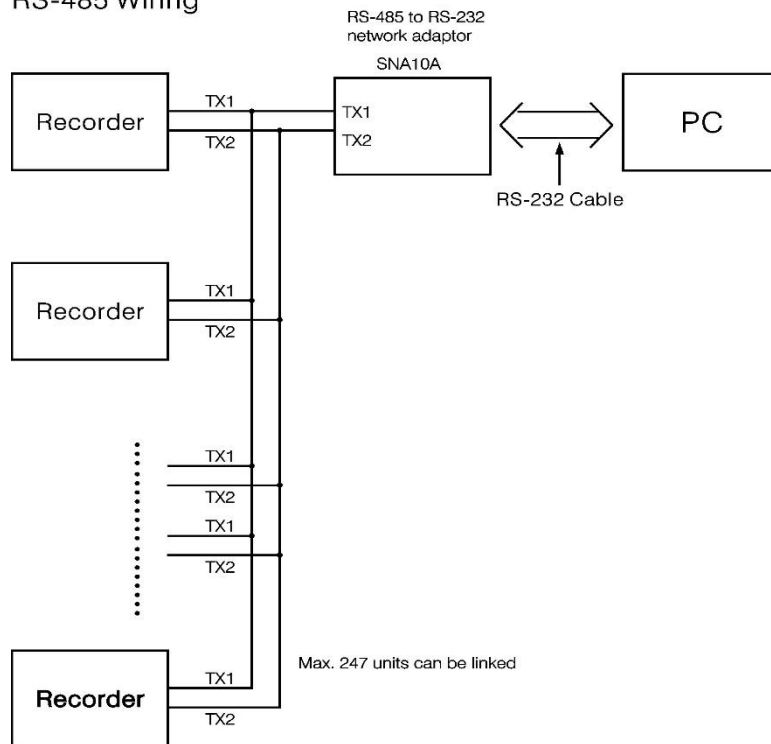 RS-485 Wiring
RS-485 to RS-232
network adaptor
SNA10A
Recorder
TX1
TX2
TX1
TX2
PC
RS-232 Cable
Recorder
TX1
TX2
TX1
TX2
TX1
TX2
Recorder
TX1
TX2
Max. 247 units can be linked